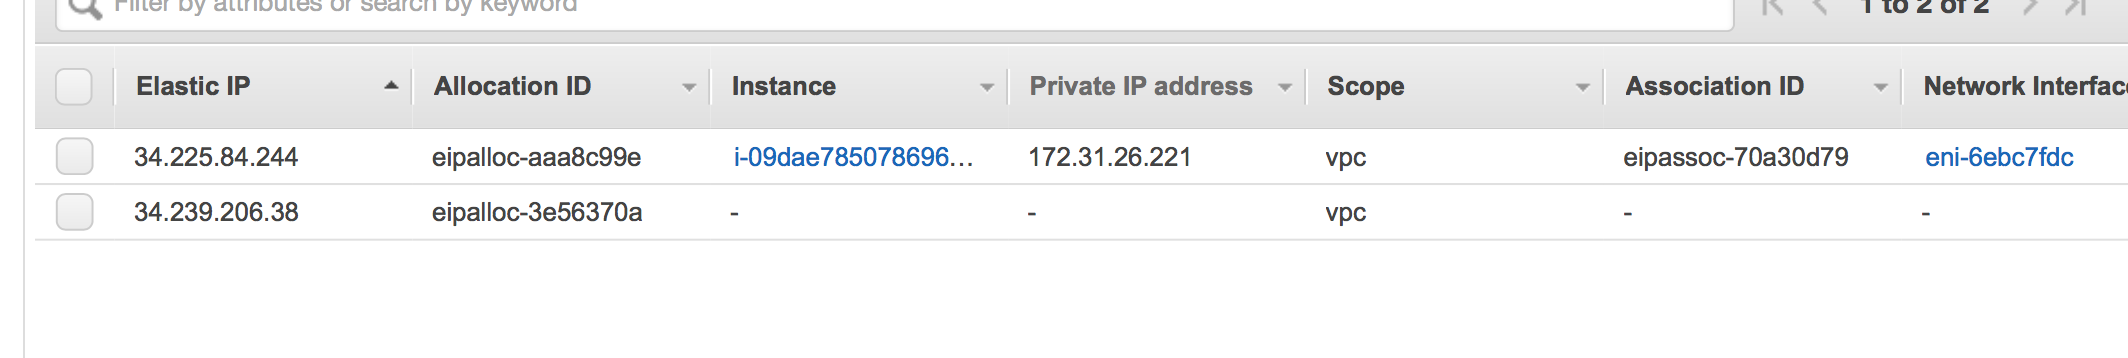 Filter by attributes or search by keyword
1 to 2 of 2
Elastic IP Allocation ID Instance Private IP address Scope Association ID Network Interfac
34.225.84.244 eipalloc-aaa8c99e i-09dae785078696... 172.31.26.221 vpc eipassoc-70a30d79 eni-6ebc7fdc
34.239.206.38 eipalloc-3e56370a - - vpc - -